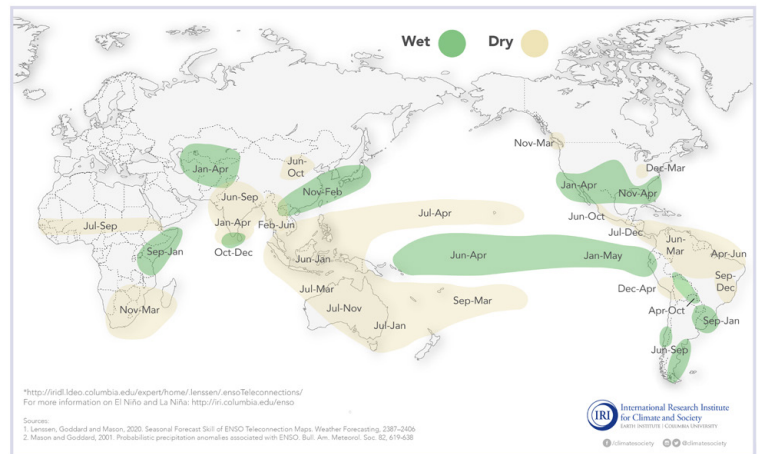 Wet Dry
Nov-Mar
Dec-Mar
Jan-Apr
Jun-
Oct
Nov-Feb
Jan-Apr
Nov-Apr
Jun-Sep
Jun-Oct
Jul-Apr
Jul-Sep
Jan-Apr
Feb-Jun
Jul-Dec
Sep-Jan
Oct-Dec
Jun-Jan
Jun-Apr
Jan-May
Jun-
Mar
Apr-Jun
Sep-
Dec
Jul-Mar
Dec-Apr
Nov-Mar
Jul-Nov
Sep-Mar
Apr-Oct
Jul-Jan
Sep-Jan
Jun-Sep
*http://iridl.ldeo.columbia.edu/expert/home/.lenssen/.ensoTeleconnections/
For more information on El Niño and La Niña: http://iri.columbia.edu/enso
Sources:
1. Lenssen, Goddard and Mason, 2020. Seasonal Forecast Skill of ENSO Teleconnection Maps. Weather Forecasting, 2387–2406
2. Mason and Goddard, 2001. Probabilistic precipitation anomalies associated with ENSO. Bull. Am. Meteorol. Soc. 82, 619-638
IRI
International Research Institute
for Climate and Society
EARTH INSTITUTE | COLUMBIA UNIVERSITY
/climatesociety @climatesociety